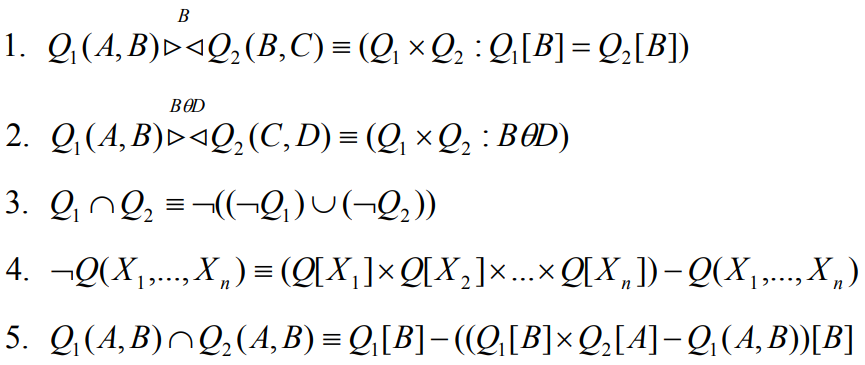 B
1. Q₁(A,B)▷◁Q₂(B,C) ≡ (Q₁ × Q₂ : Q₁[B] = Q₂[B])
BθD
2. Q₁(A,B)▷◁Q₂(C,D) ≡ (Q₁ × Q₂ : BθD)
3. Q₁ ∩ Q₂ ≡ ¬((¬Q₁) ∪ (¬Q₂))
4. ¬Q(X₁,...,Xₙ) ≡ (Q[X₁]×Q[X₂]×...×Q[Xₙ]) − Q(X₁,...,Xₙ)
5. Q₁(A,B) ∩ Q₂(A,B) ≡ Q₁[B] − ((Q₁[B]×Q₂[A] − Q₁(A,B))[B]